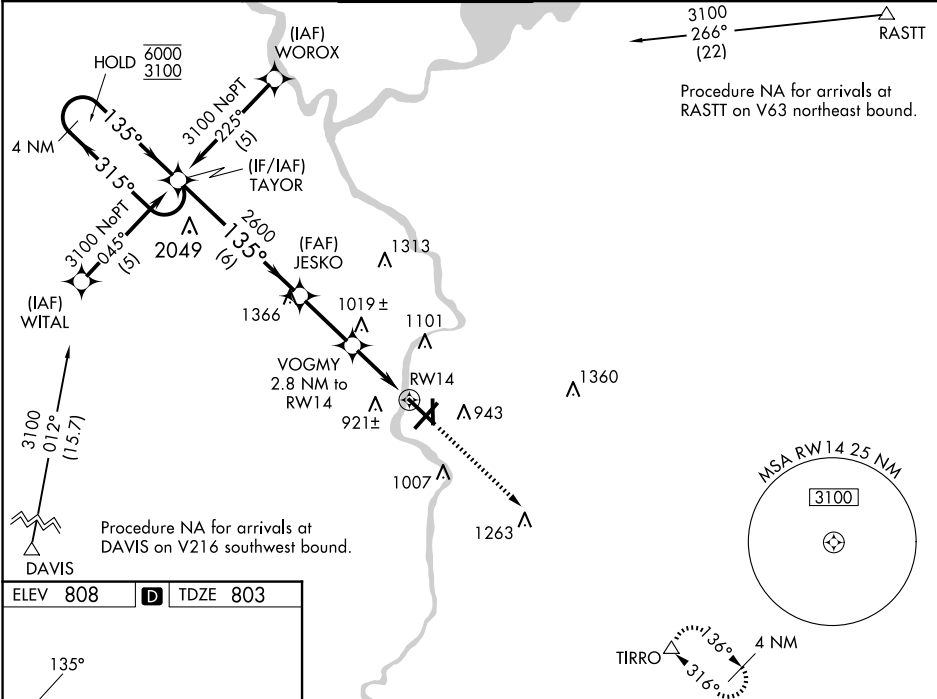 3100
266°
(22)
RASTT
Procedure NA for arrivals at
RASTT on V63 northeast bound.
(IAF)
WOROX
HOLD
6000
3100
3100 NoPT
225°
(5)
135°
4 NM
315°
(IF/IAF)
TAYOR
3100 NoPT
045°
(5)
2049
2600
135°
(6)
(FAF)
JESKO
1313
(IAF)
WITAL
1366
1019 ±
1101
VOGMY
2.8 NM to
RW14
RW14
1360
921±
943
3100
012°
(15.7)
1007
MSA RW14 25 NM
3100
1263
Procedure NA for arrivals at
DAVIS on V216 southwest bound.
DAVIS
ELEV 808 D TDZE 803
135°
TIRRO
136°
4 NM
316°